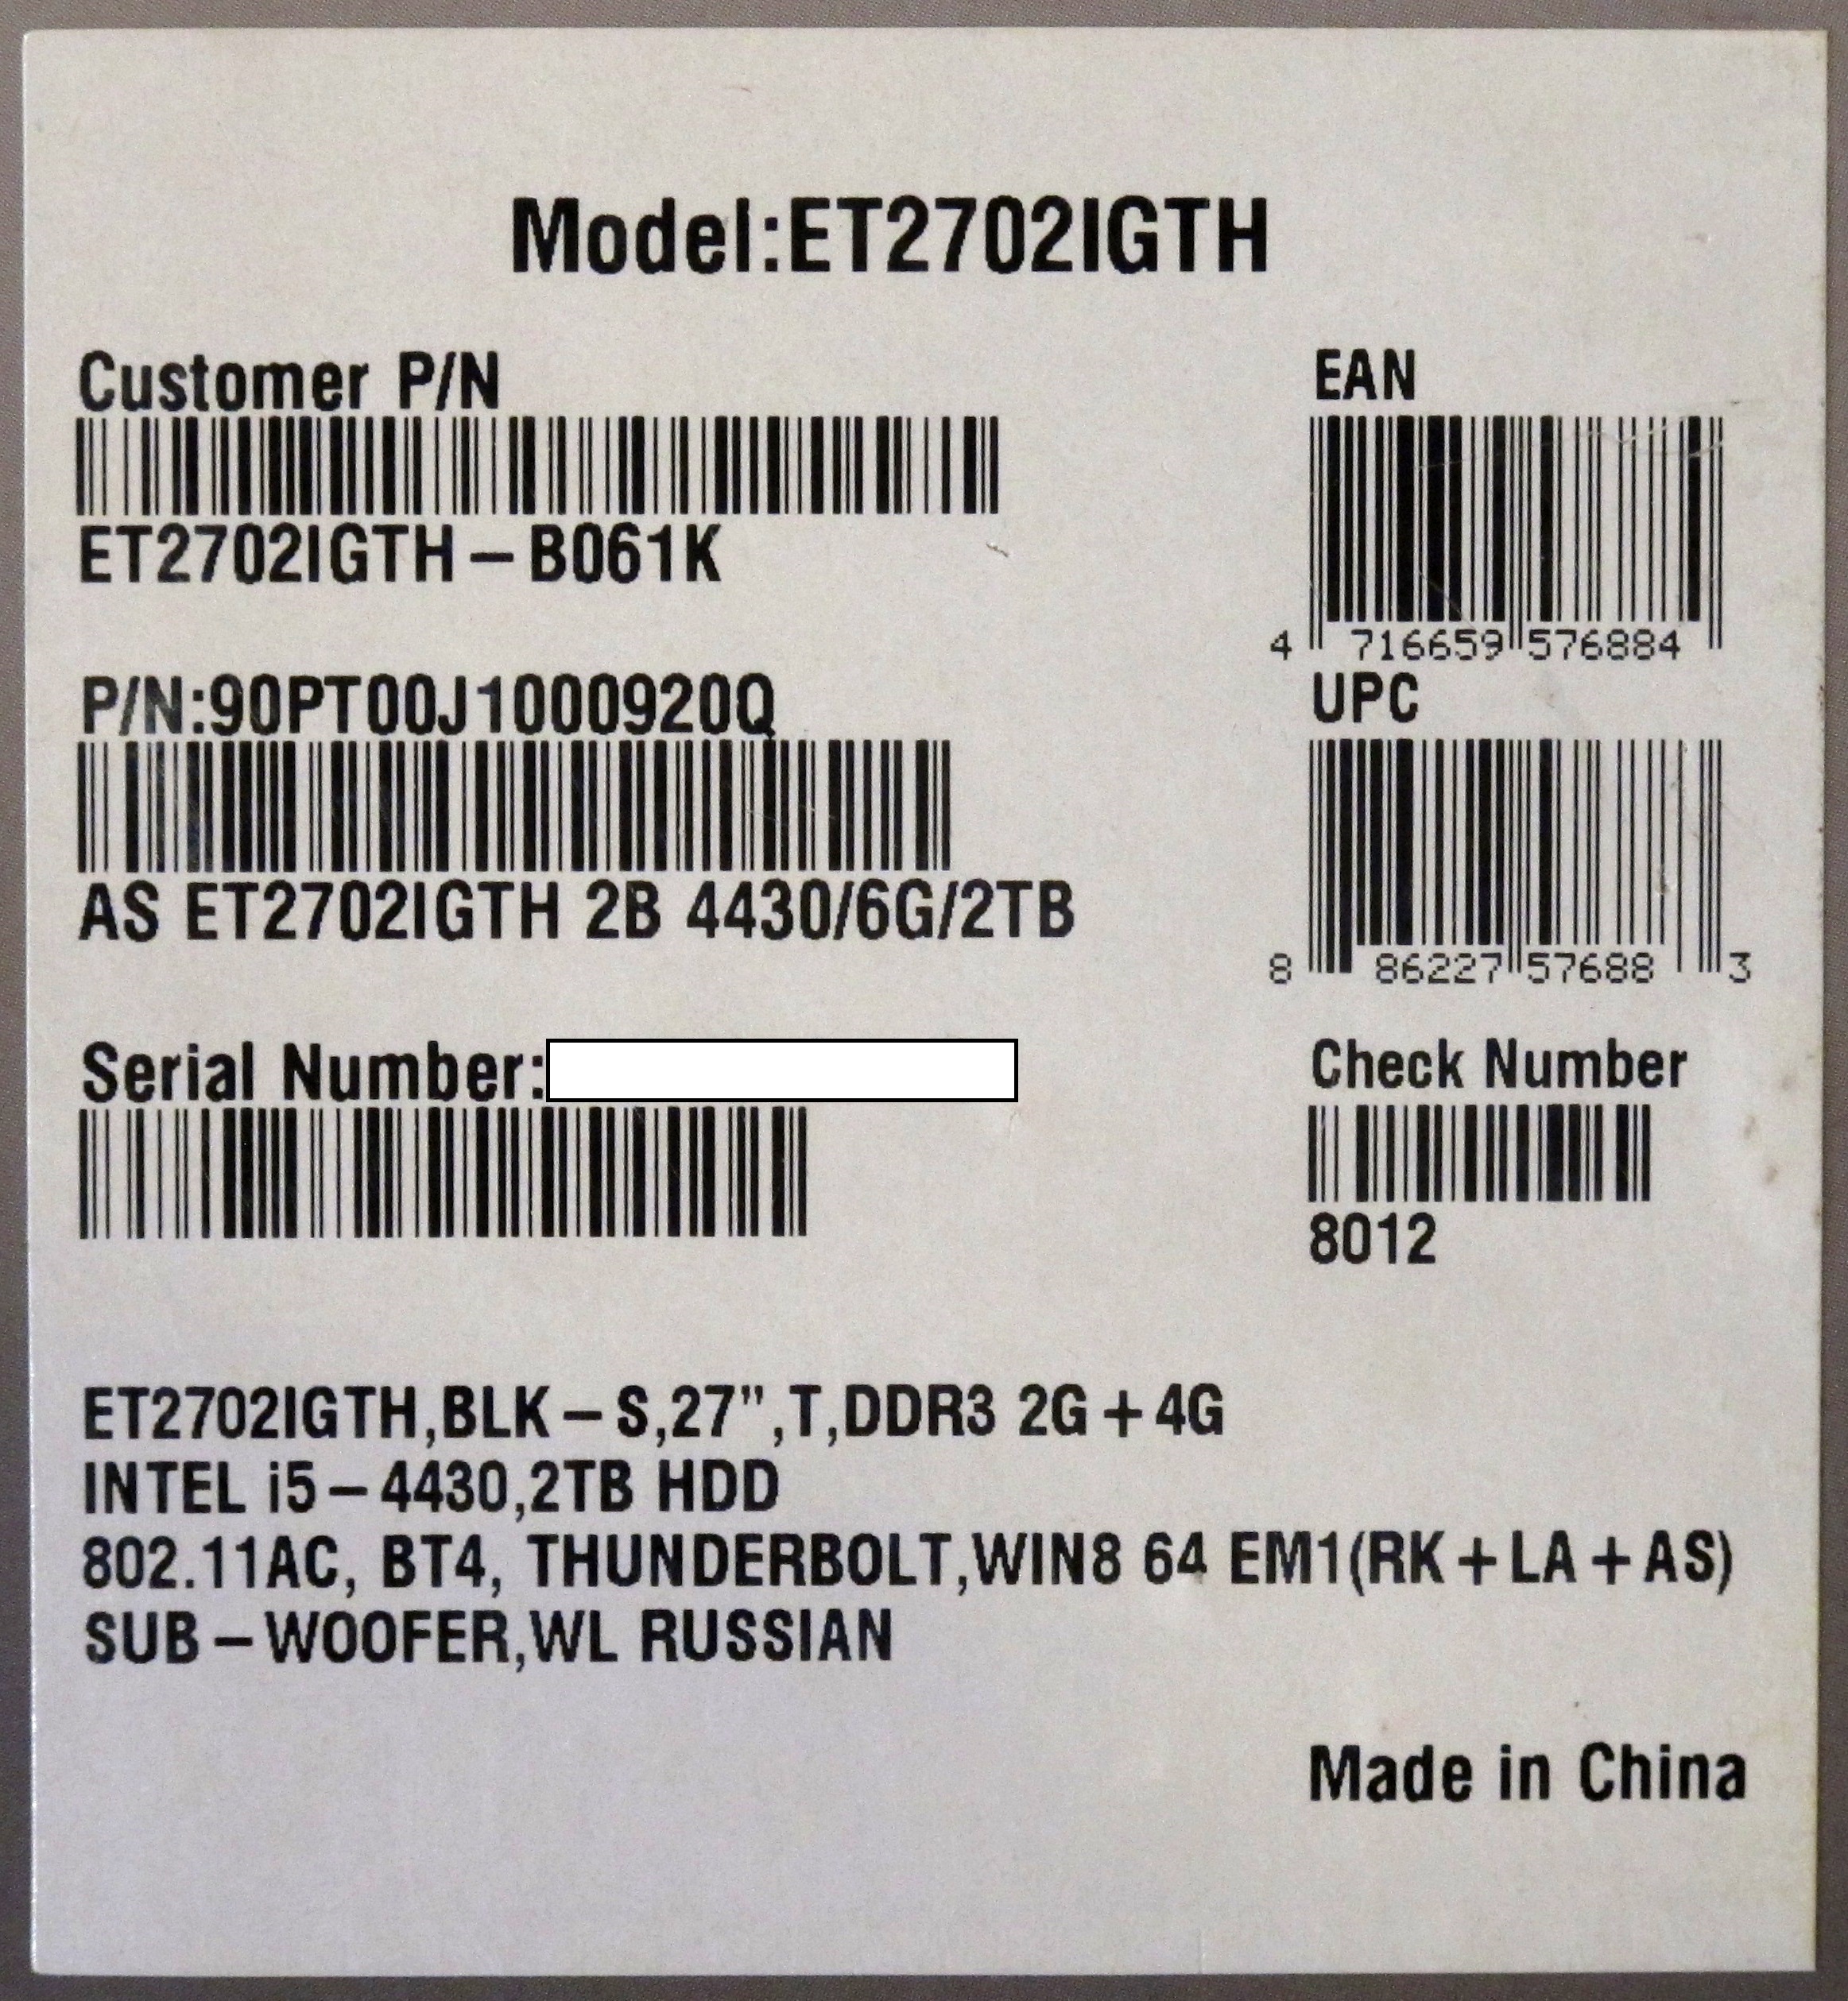 Model:ET2702IGTH
Customer P/N
ET2702IGTH-B061K
P/N:90PT00J1000920Q
AS ET2702IGTH 2B 4430/6G/2TB
Serial Number:
EAN
4 716659 576884
UPC
8 86227 57688 3
Check Number
8012
ET2702IGTH,BLK-S,27",T,DDR3 2G+4G
INTEL i5-4430,2TB HDD
802.11AC, BT4, THUNDERBOLT,WIN8 64 EM1(RK+LA+AS)
SUB-WOOFER,WL RUSSIAN
Made in China